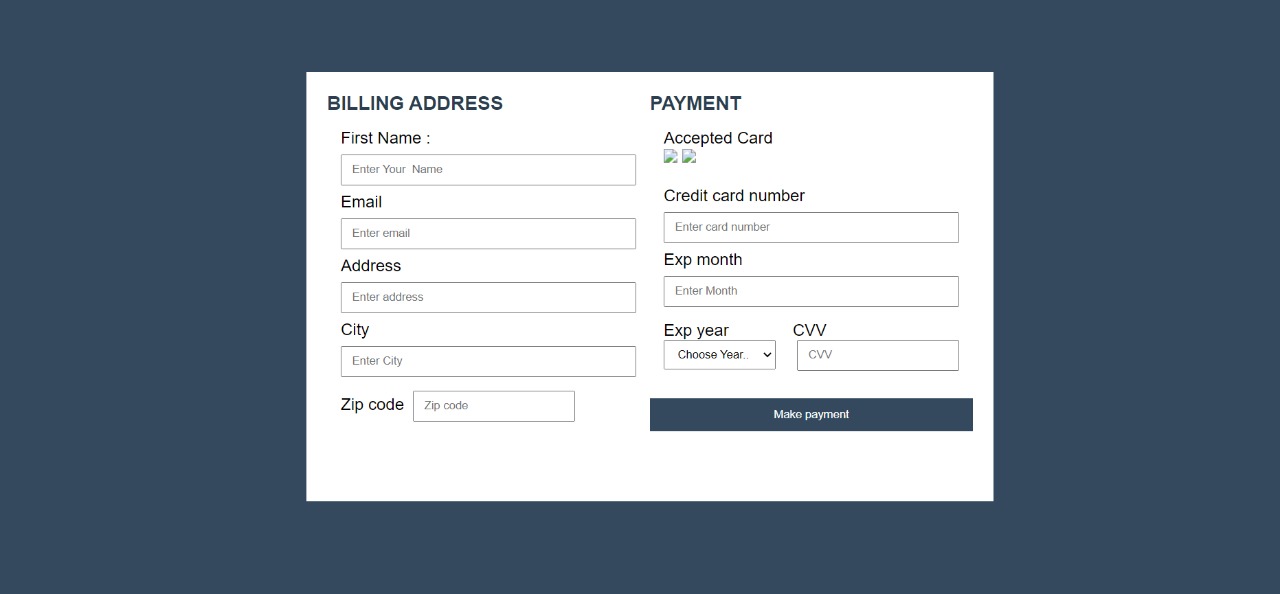 BILLING ADDRESS
First Name :
Enter Your  Name
Email
Enter email
Address
Enter address
City
Enter City
Zip code Zip code
PAYMENT
Accepted Card
Credit card number
Enter card number
Exp month
Enter Month
Exp year CVV
Choose Year.. CVV
Make payment